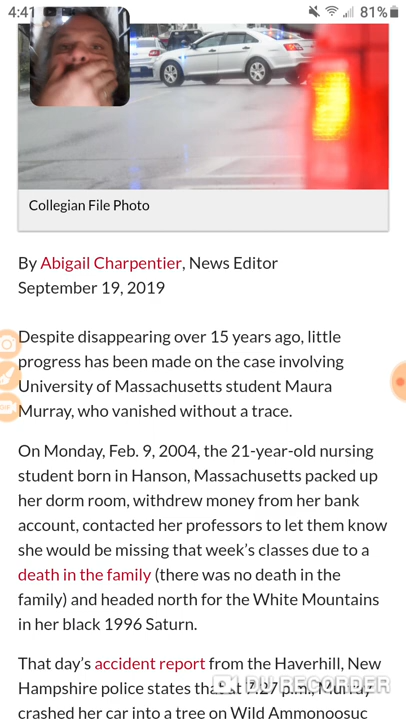 4:41
81%
Collegian File Photo
By Abigail Charpentier, News Editor
September 19, 2019
Despite disappearing over 15 years ago, little
progress has been made on the case involving
University of Massachusetts student Maura
Murray, who vanished without a trace.
On Monday, Feb. 9, 2004, the 21-year-old nursing
student born in Hanson, Massachusetts packed up
her dorm room, withdrew money from her bank
account, contacted her professors to let them know
she would be missing that week's classes due to a
death in the family (there was no death in the
family) and headed north for the White Mountains
in her black 1996 Saturn.
That day's accident report from the Haverhill, New
Hampshire police states that at 7:27 p.m., Murray
DU RECORDER
crashed her car into a tree on Wild Ammonoosuc